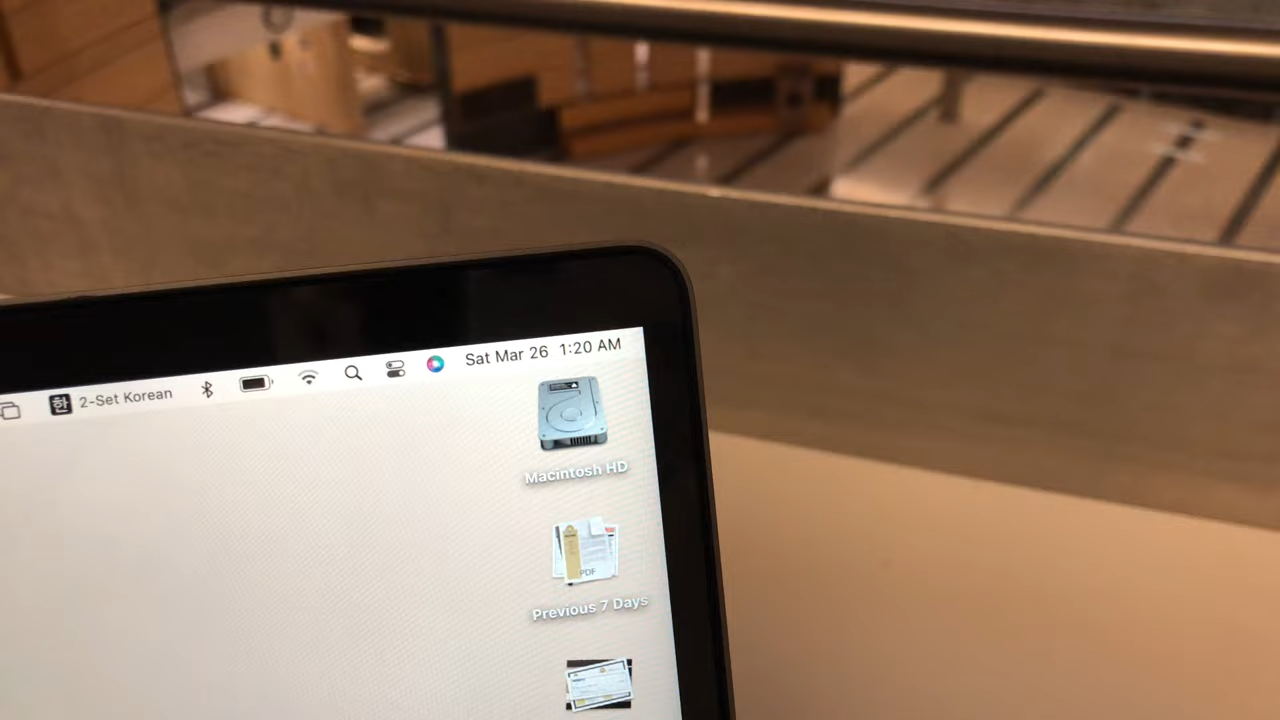 한 2-Set Korean Sat Mar 26 1:20 AM
Macintosh HD
PDF
Previous 7 Days